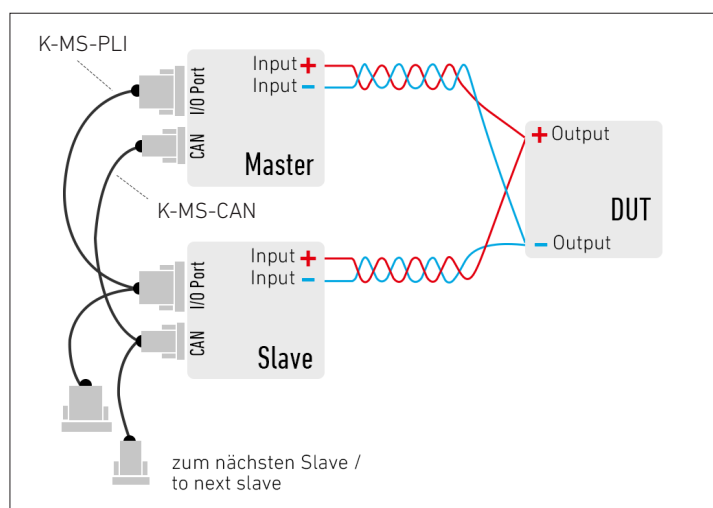 K-MS-PLI
I/O Port
CAN
Input +
Input –
Master
K-MS-CAN
+ Output
DUT
– Output
I/O Port
CAN
Input +
Input –
Slave
zum nächsten Slave /
to next slave